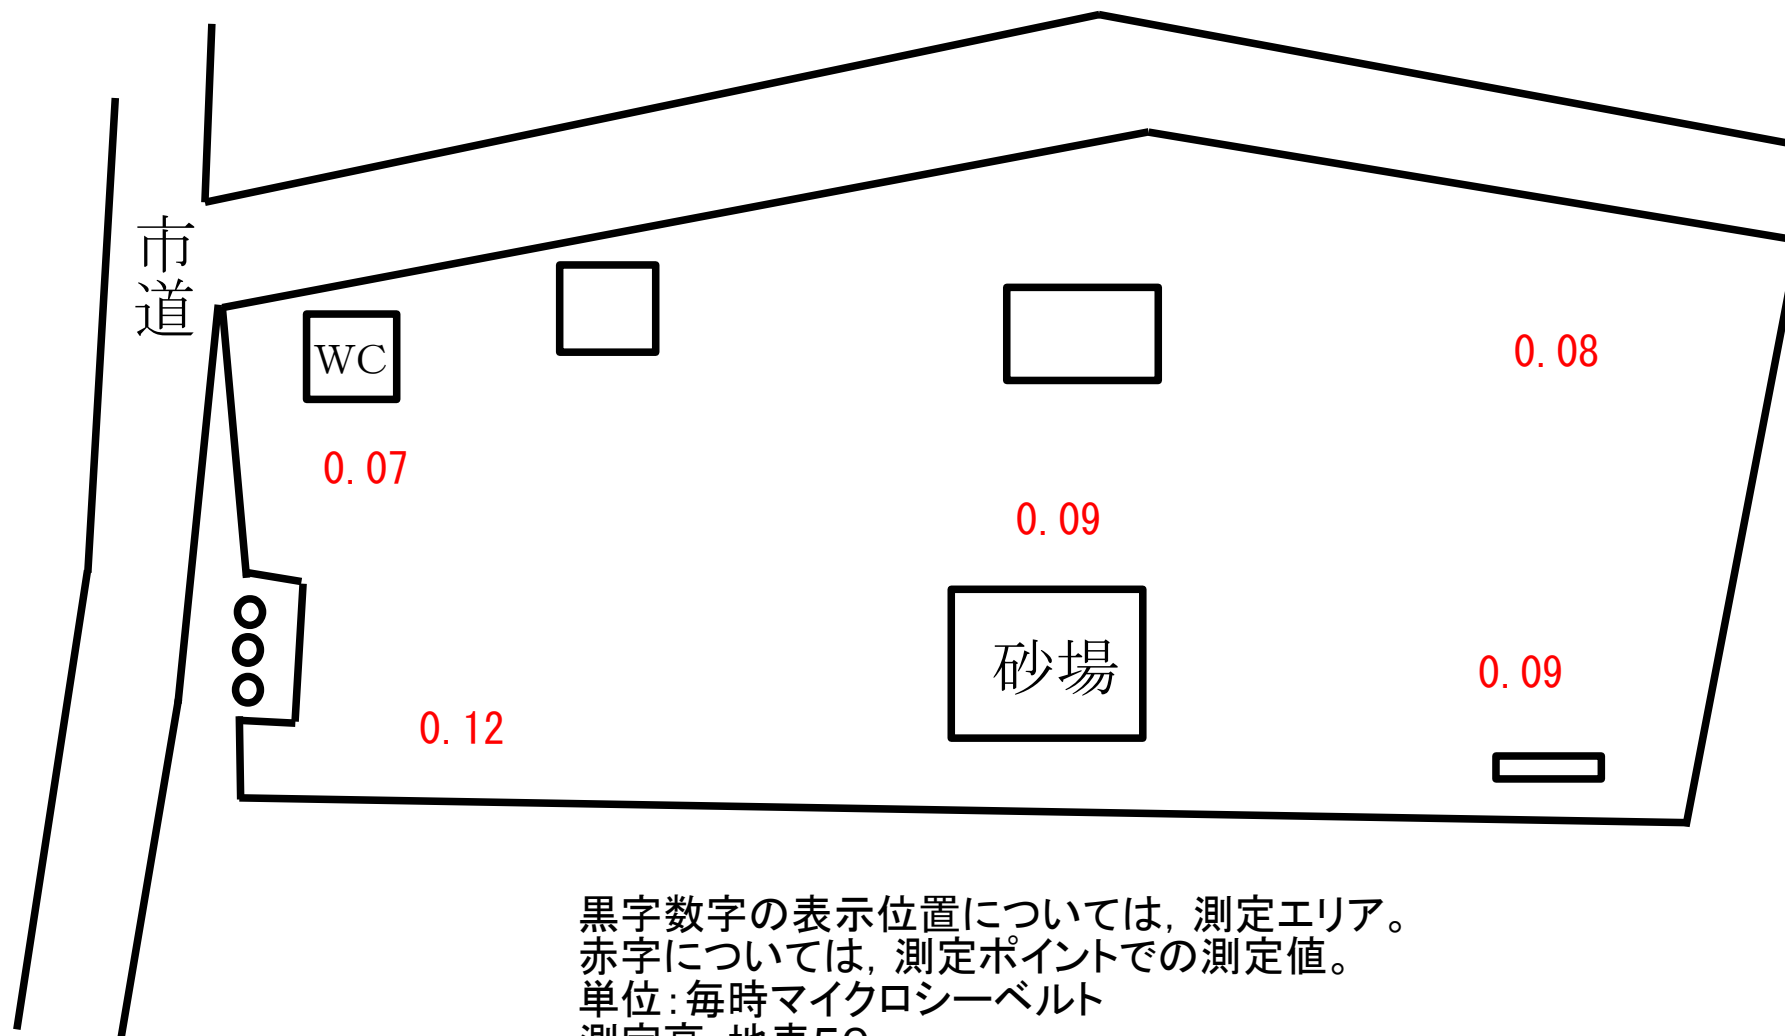 市道
WC
0.08
0.07
0.09
砂場
0.09
0.12
黒字数字の表示位置については, 測定エリア。
赤字については, 測定ポイントでの測定値。
単位:毎時マイクロシーベルト